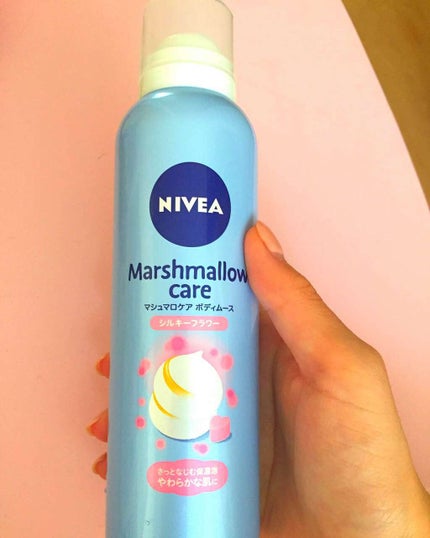 NIVEA
Marshmallow
care
マシュマロケア ボディムース
シルキーフラワー
さっとなじむ保湿泡
やわらかな肌に